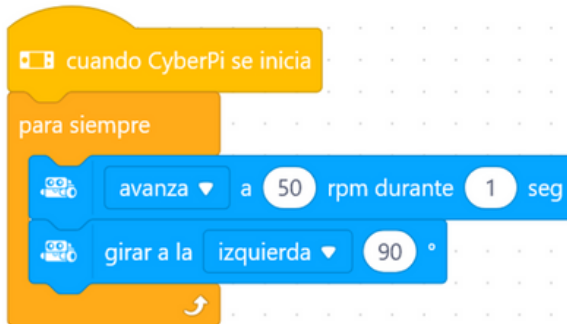 cuando CyberPi se inicia
para siempre
avanza a 50 rpm durante 1 seg
girar a la izquierda 90 °